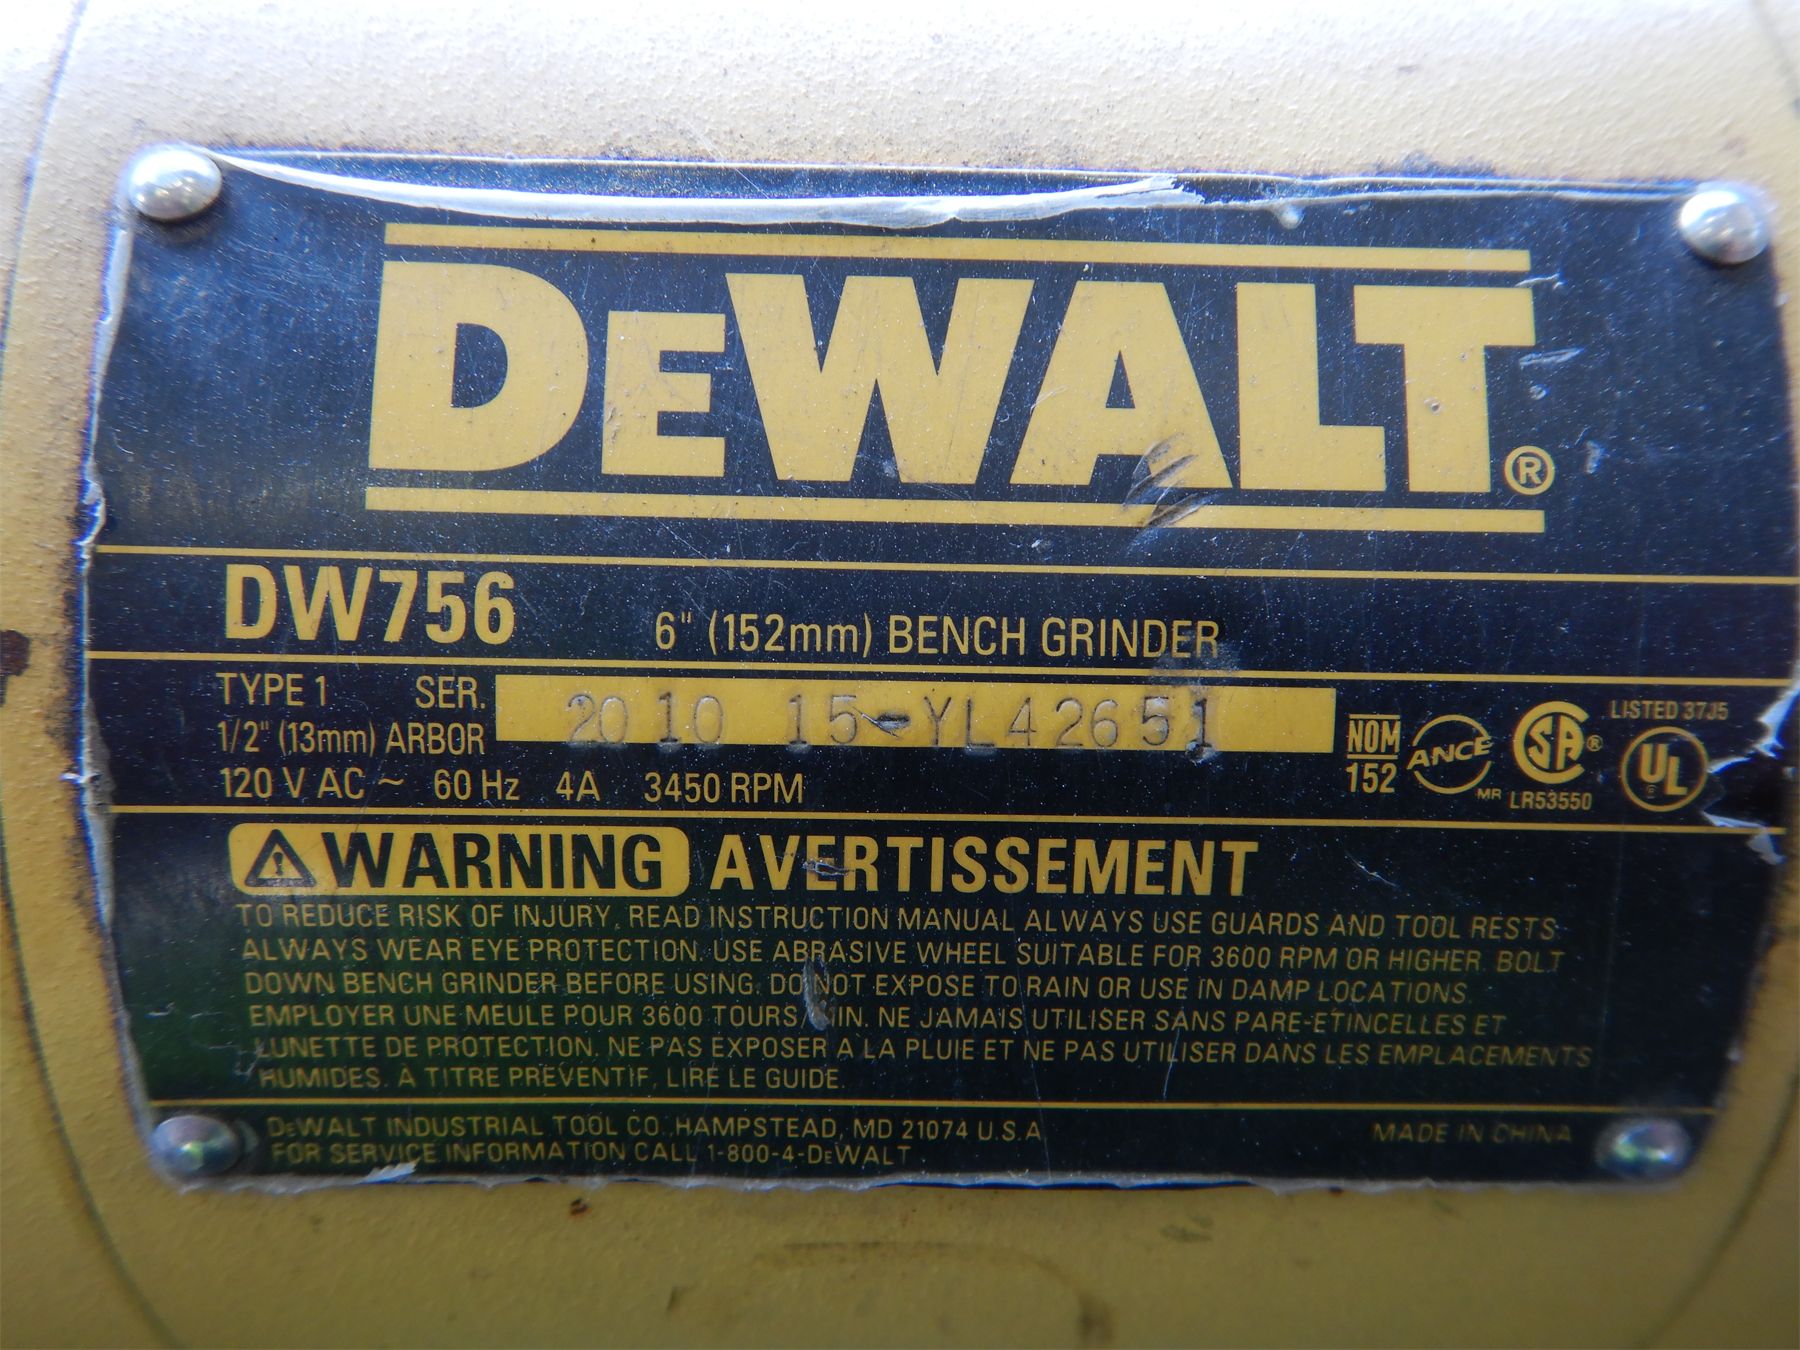 DEWALT®
DW756 6" (152mm) BENCH GRINDER
TYPE 1 SER. 2010 15-YL42651
1/2" (13mm) ARBOR
120 V AC ~ 60 Hz 4A 3450 RPM
NOM 152 ANCE MR SA® LR53550 LISTED 37J5 UL
WARNING AVERTISSEMENT
TO REDUCE RISK OF INJURY, READ INSTRUCTION MANUAL ALWAYS USE GUARDS AND TOOL RESTS
ALWAYS WEAR EYE PROTECTION. USE ABRASIVE WHEEL SUITABLE FOR 3600 RPM OR HIGHER. BOLT
DOWN BENCH GRINDER BEFORE USING. DO NOT EXPOSE TO RAIN OR USE IN DAMP LOCATIONS.
EMPLOYER UNE MEULE POUR 3600 TOURS/MIN. NE JAMAIS UTILISER SANS PARE-ETINCELLES ET
LUNETTE DE PROTECTION. NE PAS EXPOSER A LA PLUIE ET NE PAS UTILISER DANS LES EMPLACEMENTS
HUMIDES. À TITRE PRÉVENTIF, LIRE LE GUIDE.
DEWALT INDUSTRIAL TOOL CO. HAMPSTEAD, MD 21074 U.S.A MADE IN CHINA
FOR SERVICE INFORMATION CALL 1-800-4-DEWALT